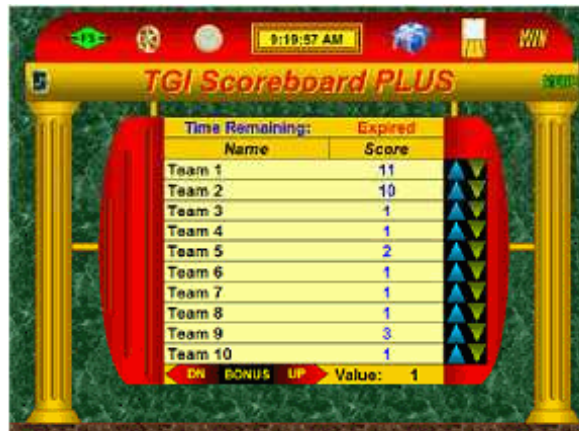 FS
9:19:57 AM
WIN
TGI Scoreboard PLUS
Time Remaining: Expired
Name Score
Team 1 11
Team 2 10
Team 3 1
Team 4 1
Team 5 2
Team 6 1
Team 7 1
Team 8 1
Team 9 3
Team 10 1
DN BONUS UP Value: 1